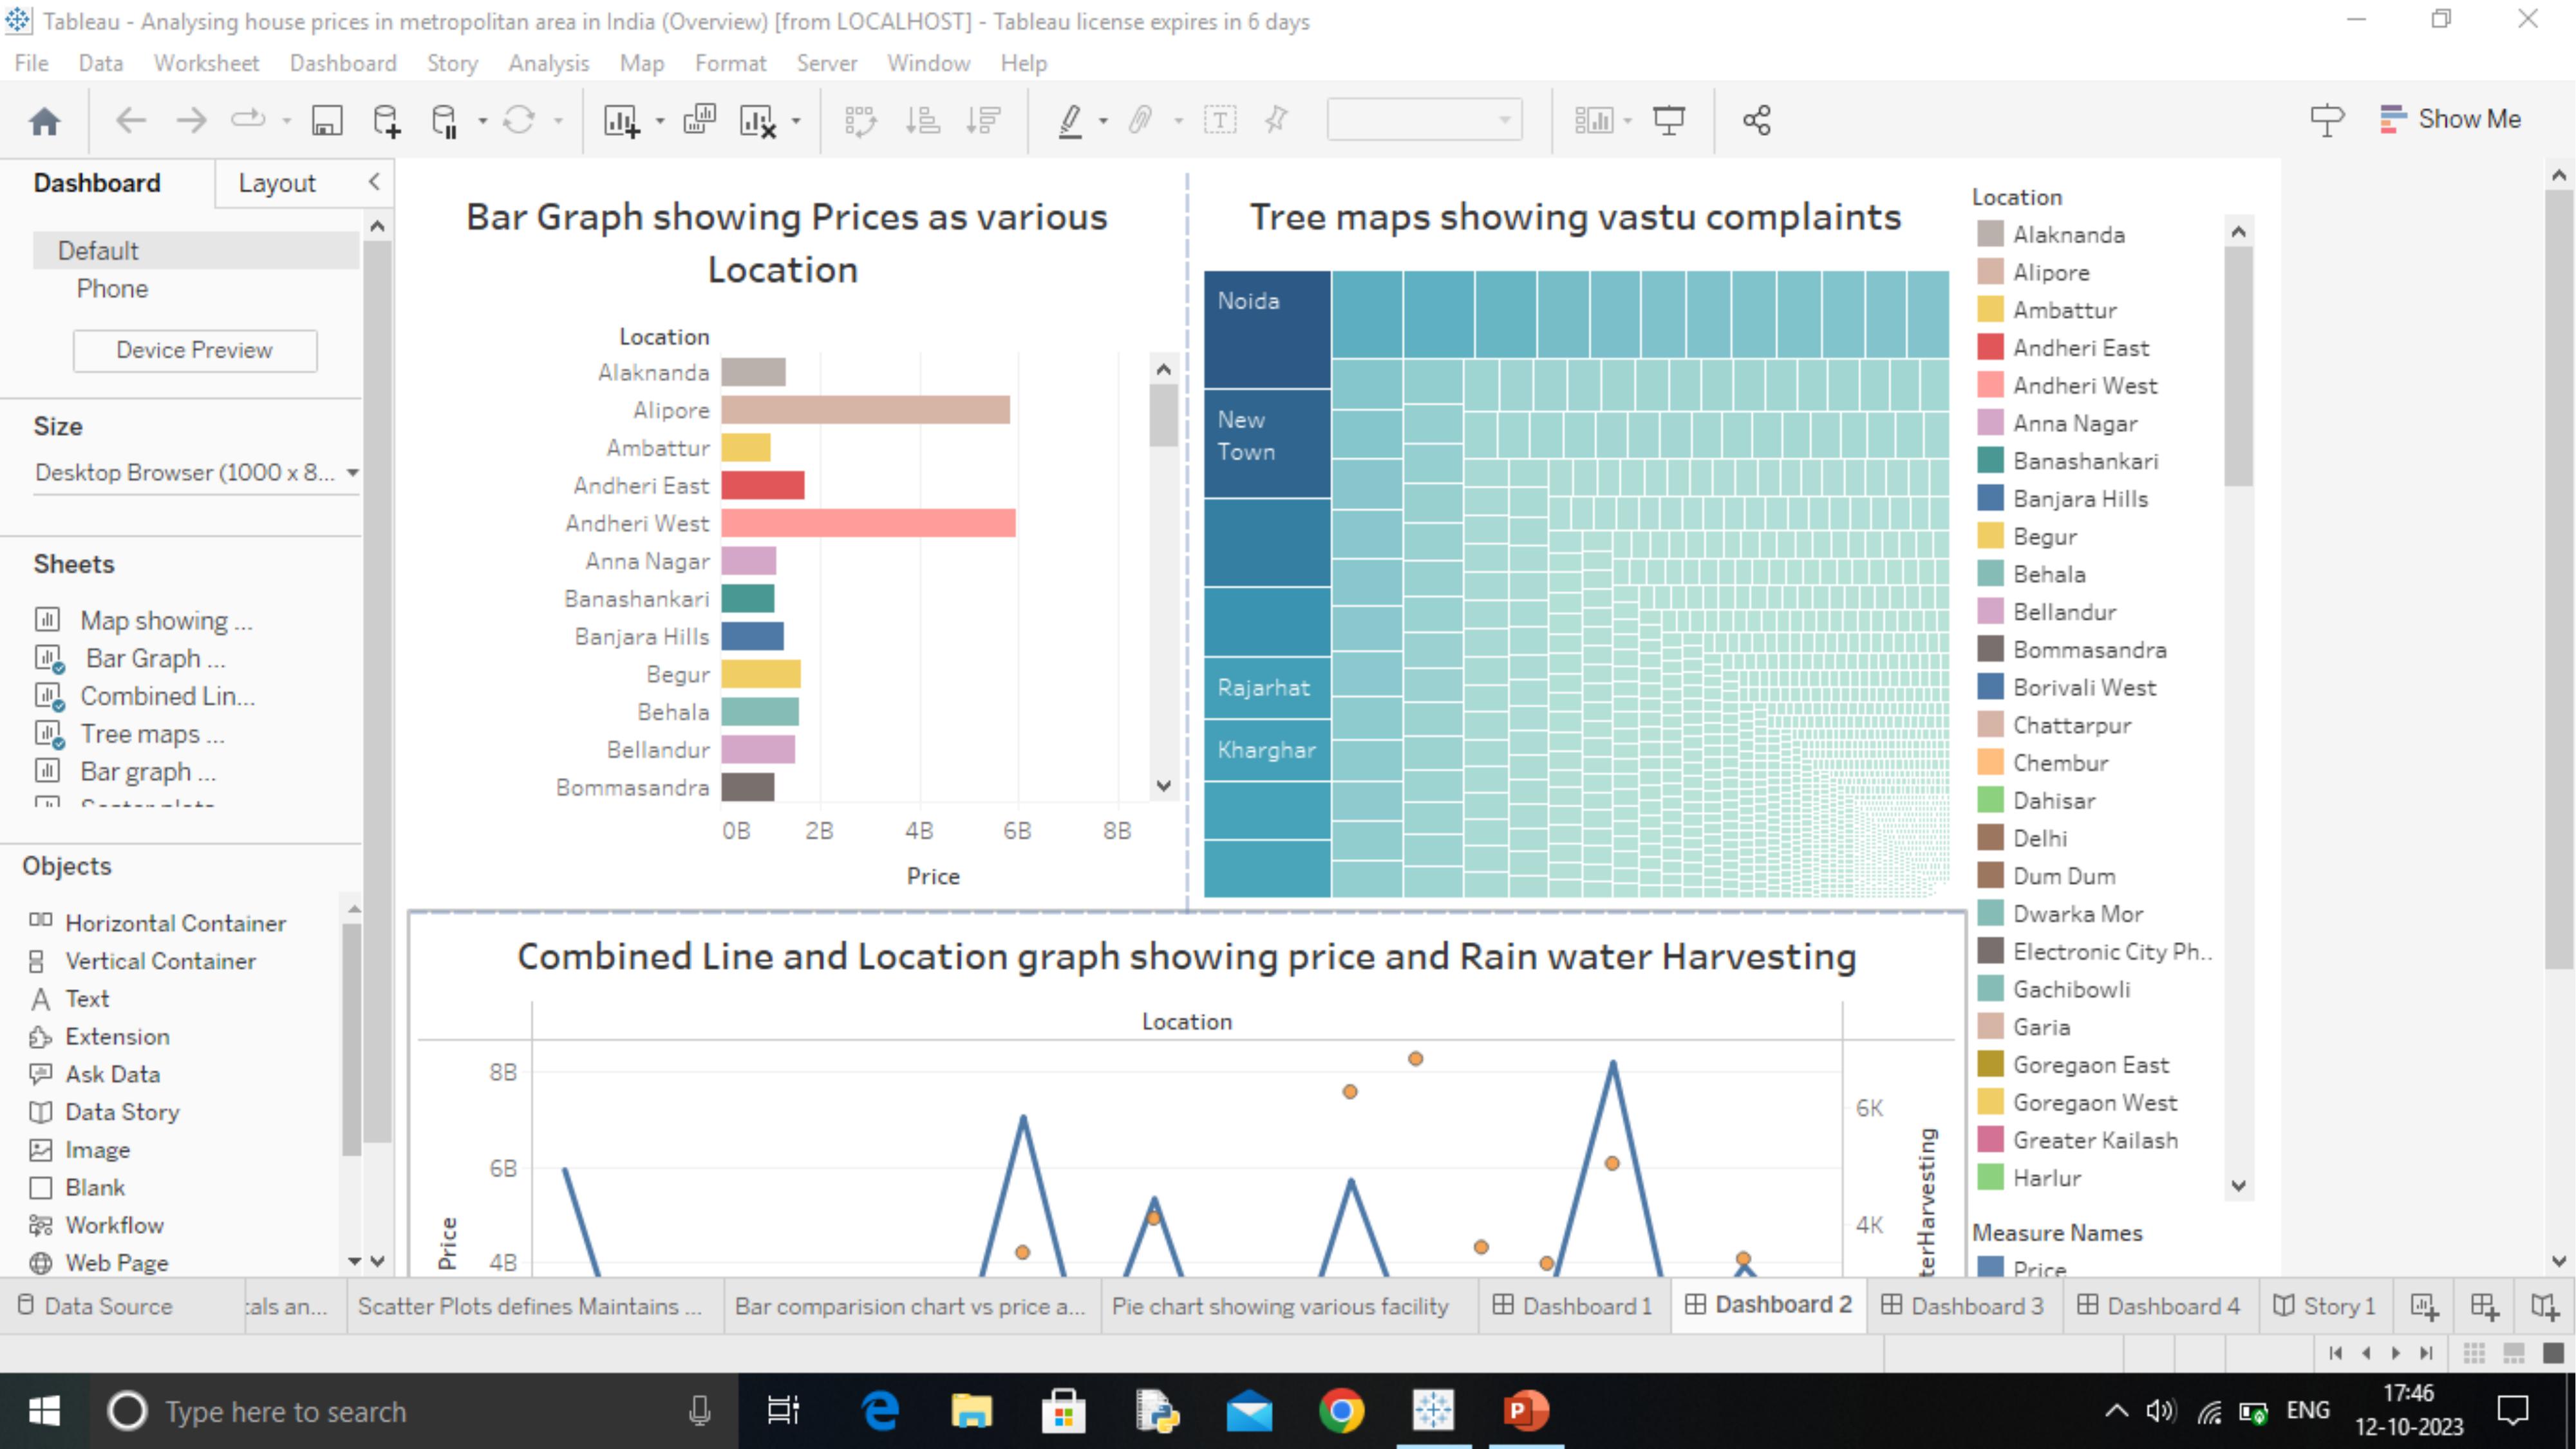 Tableau - Analysing house prices in metropolitan area in India (Overview) [from LOCALHOST] - Tableau license expires in 6 days
File Data Worksheet Dashboard Story Analysis Map Format Server Window Help
Show Me
Dashboard Layout
Default
Phone
Device Preview
Size
Desktop Browser (1000 x 8...
Sheets
Map showing ...
Bar Graph ...
Combined Lin...
Tree maps ...
Bar graph ...
Objects
Horizontal Container
Vertical Container
Text
Extension
Ask Data
Data Story
Image
Blank
Workflow
Web Page
Bar Graph showing Prices as various
Location
Location
Alaknanda
Alipore
Ambattur
Andheri East
Andheri West
Anna Nagar
Banashankari
Banjara Hills
Begur
Behala
Bellandur
Bommasandra
0B 2B 4B 6B 8B
Price
Tree maps showing vastu complaints
Noida
New
Town
Rajarhat
Kharghar
Combined Line and Location graph showing price and Rain water Harvesting
Location
8B
6B
4B
Price
6K
4K
terHarvesting
Location
Alaknanda
Alipore
Ambattur
Andheri East
Andheri West
Anna Nagar
Banashankari
Banjara Hills
Begur
Behala
Bellandur
Bommasandra
Borivali West
Chattarpur
Chembur
Dahisar
Delhi
Dum Dum
Dwarka Mor
Electronic City Ph..
Gachibowli
Garia
Goregaon East
Goregaon West
Greater Kailash
Harlur
Measure Names
Price
Data Source :als an... Scatter Plots defines Maintains ... Bar comparision chart vs price a... Pie chart showing various facility Dashboard 1 Dashboard 2 Dashboard 3 Dashboard 4 Story 1
Type here to search
ENG
17:46
12-10-2023